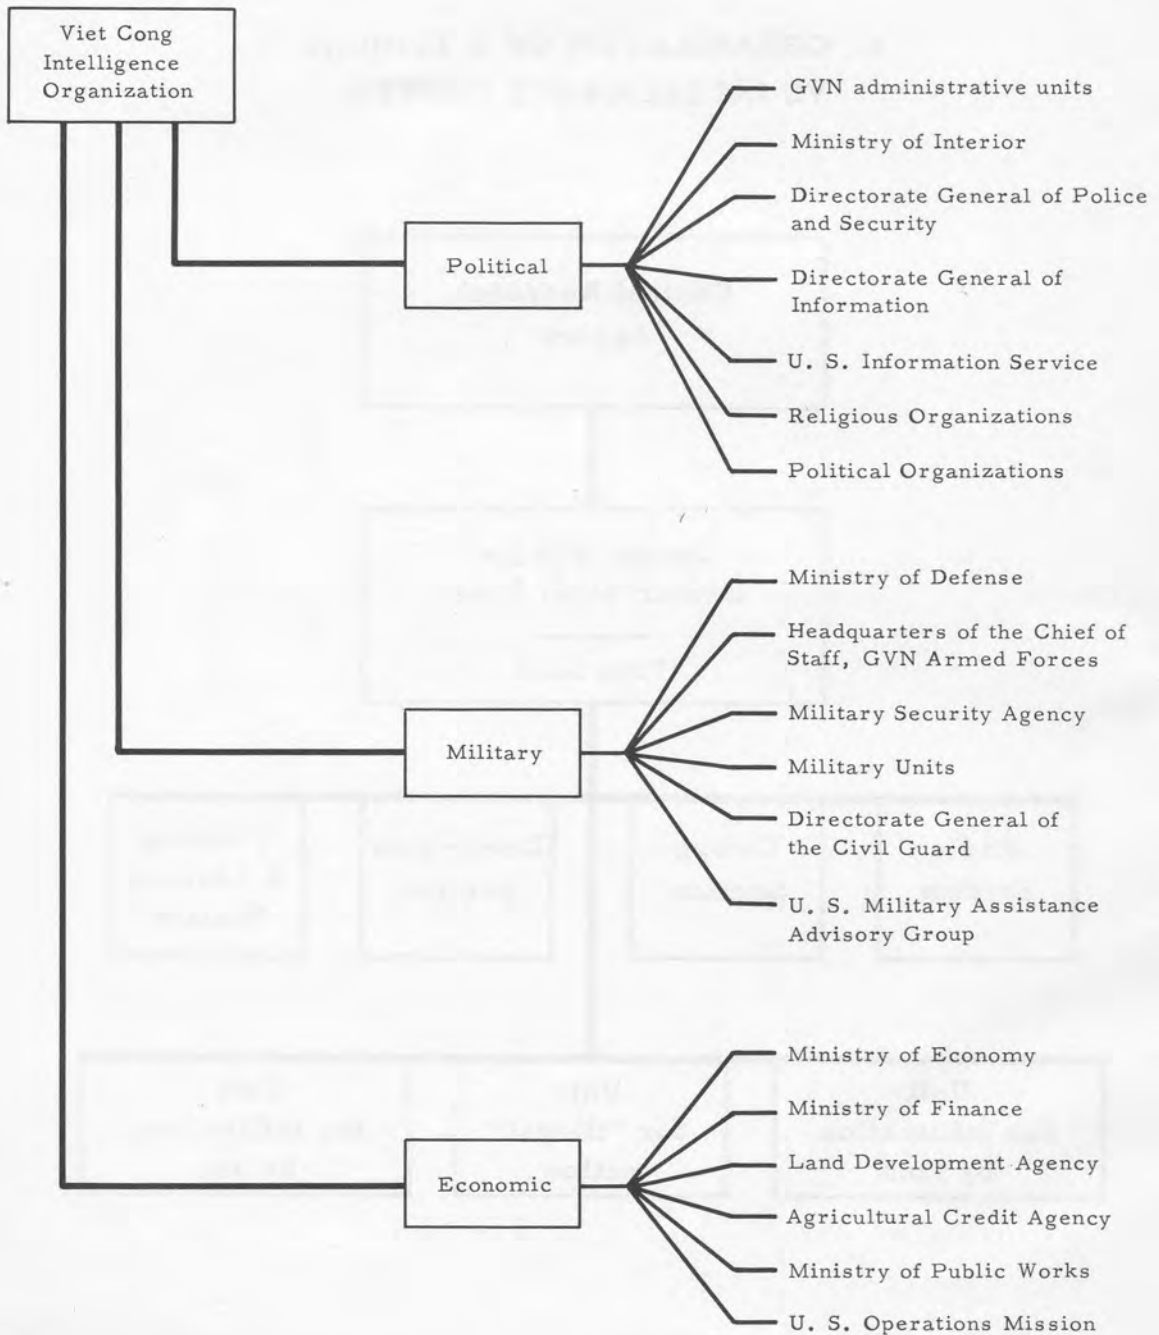 Viet Cong
Intelligence
Organization
Political
GVN administrative units
Ministry of Interior
Directorate General of Police
and Security
Directorate General of
Information
U. S. Information Service
Religious Organizations
Political Organizations
Military
Ministry of Defense
Headquarters of the Chief of
Staff, GVN Armed Forces
Military Security Agency
Military Units
Directorate General of
the Civil Guard
U. S. Military Assistance
Advisory Group
Economic
Ministry of Economy
Ministry of Finance
Land Development Agency
Agricultural Credit Agency
Ministry of Public Works
U. S. Operations Mission